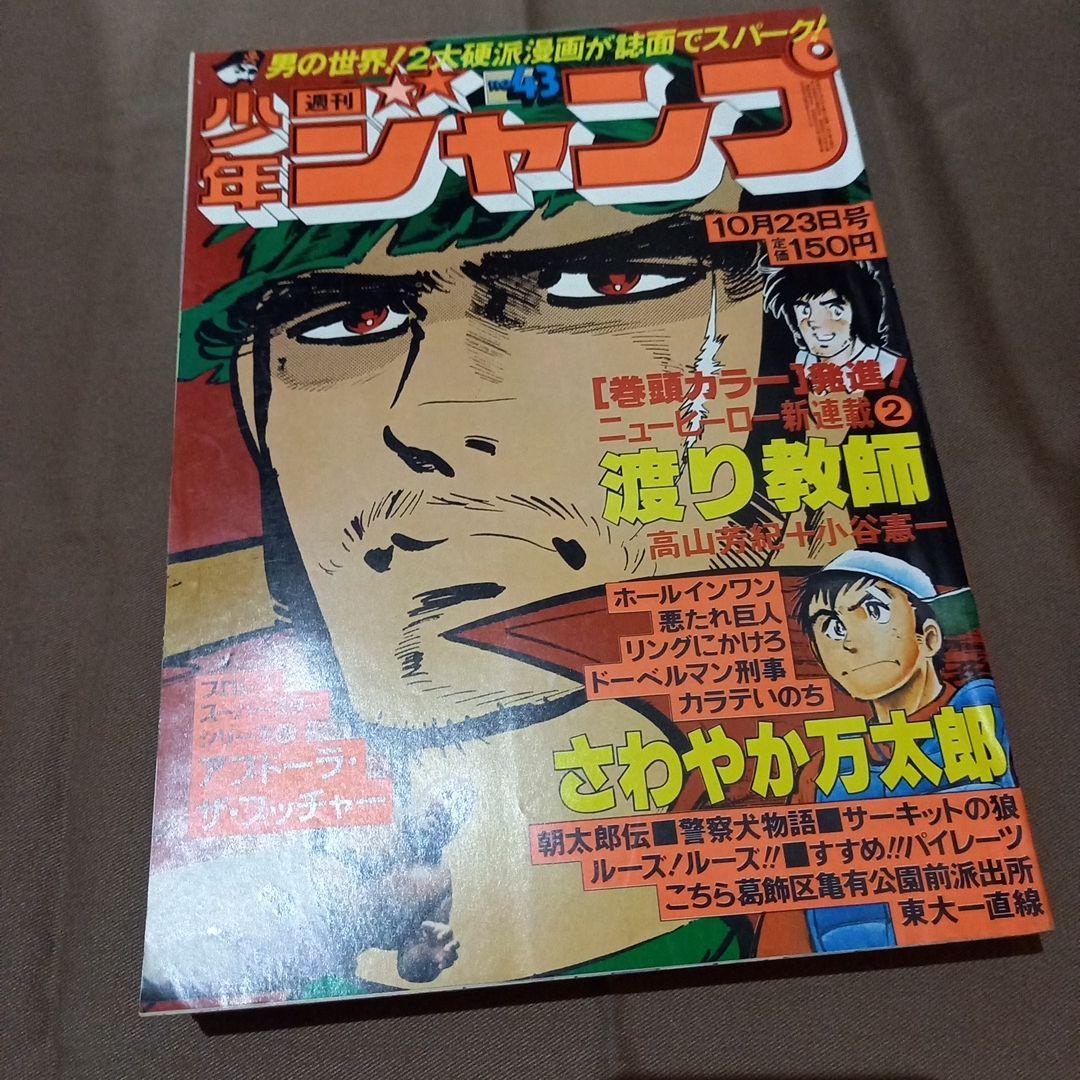 男の世界!2大硬派漫画が誌面でスパーク!
週刊
少年
ジャンプ
no.43
10月23日号
定価150円
[巻頭カラー]発進!
ニューヒーロー新連載②
渡り教師
高山芳紀+小谷憲一
ホールインワン
悪たれ巨人
リングにかけろ
ドーベルマン刑事
カラテいのち
さわやか万太郎
朝太郎伝■警察犬物語■サーキットの狼
ルーズ!ルーズ!!■すすめ!!パイレーツ
こちら葛飾区亀有公園前派出所
東大一直線
アブドーラ・
ザ・ブッチャー